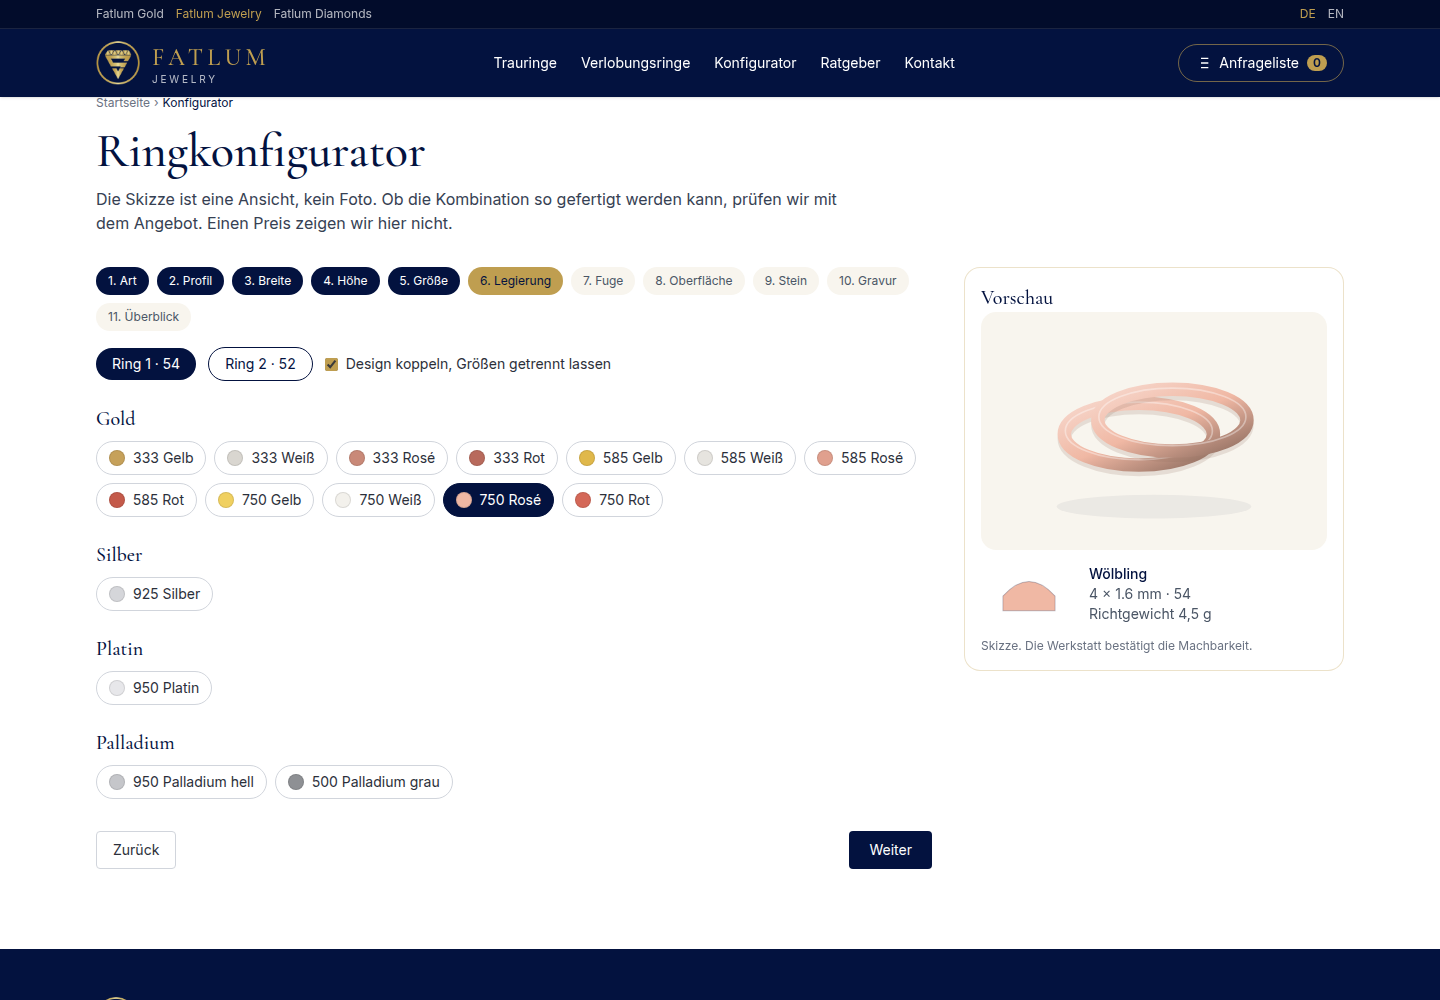 Fatlum Gold Fatlum Jewelry Fatlum Diamonds DE EN
FATLUM
JEWELRY
Trauringe Verlobungsringe Konfigurator Ratgeber Kontakt
Anfrageliste 0
Startseite › Konfigurator
Ringkonfigurator
Die Skizze ist eine Ansicht, kein Foto. Ob die Kombination so gefertigt werden kann, prüfen wir mit
dem Angebot. Einen Preis zeigen wir hier nicht.
1. Art 2. Profil 3. Breite 4. Höhe 5. Größe 6. Legierung 7. Fuge 8. Oberfläche 9. Stein 10. Gravur
11. Überblick
Ring 1 · 54 Ring 2 · 52 Design koppeln, Größen getrennt lassen
Gold
333 Gelb 333 Weiß 333 Rosé 333 Rot 585 Gelb 585 Weiß 585 Rosé
585 Rot 750 Gelb 750 Weiß 750 Rosé 750 Rot
Silber
925 Silber
Platin
950 Platin
Palladium
950 Palladium hell 500 Palladium grau
Zurück Weiter
Vorschau
Wölbling
4 × 1.6 mm · 54
Richtgewicht 4,5 g
Skizze. Die Werkstatt bestätigt die Machbarkeit.